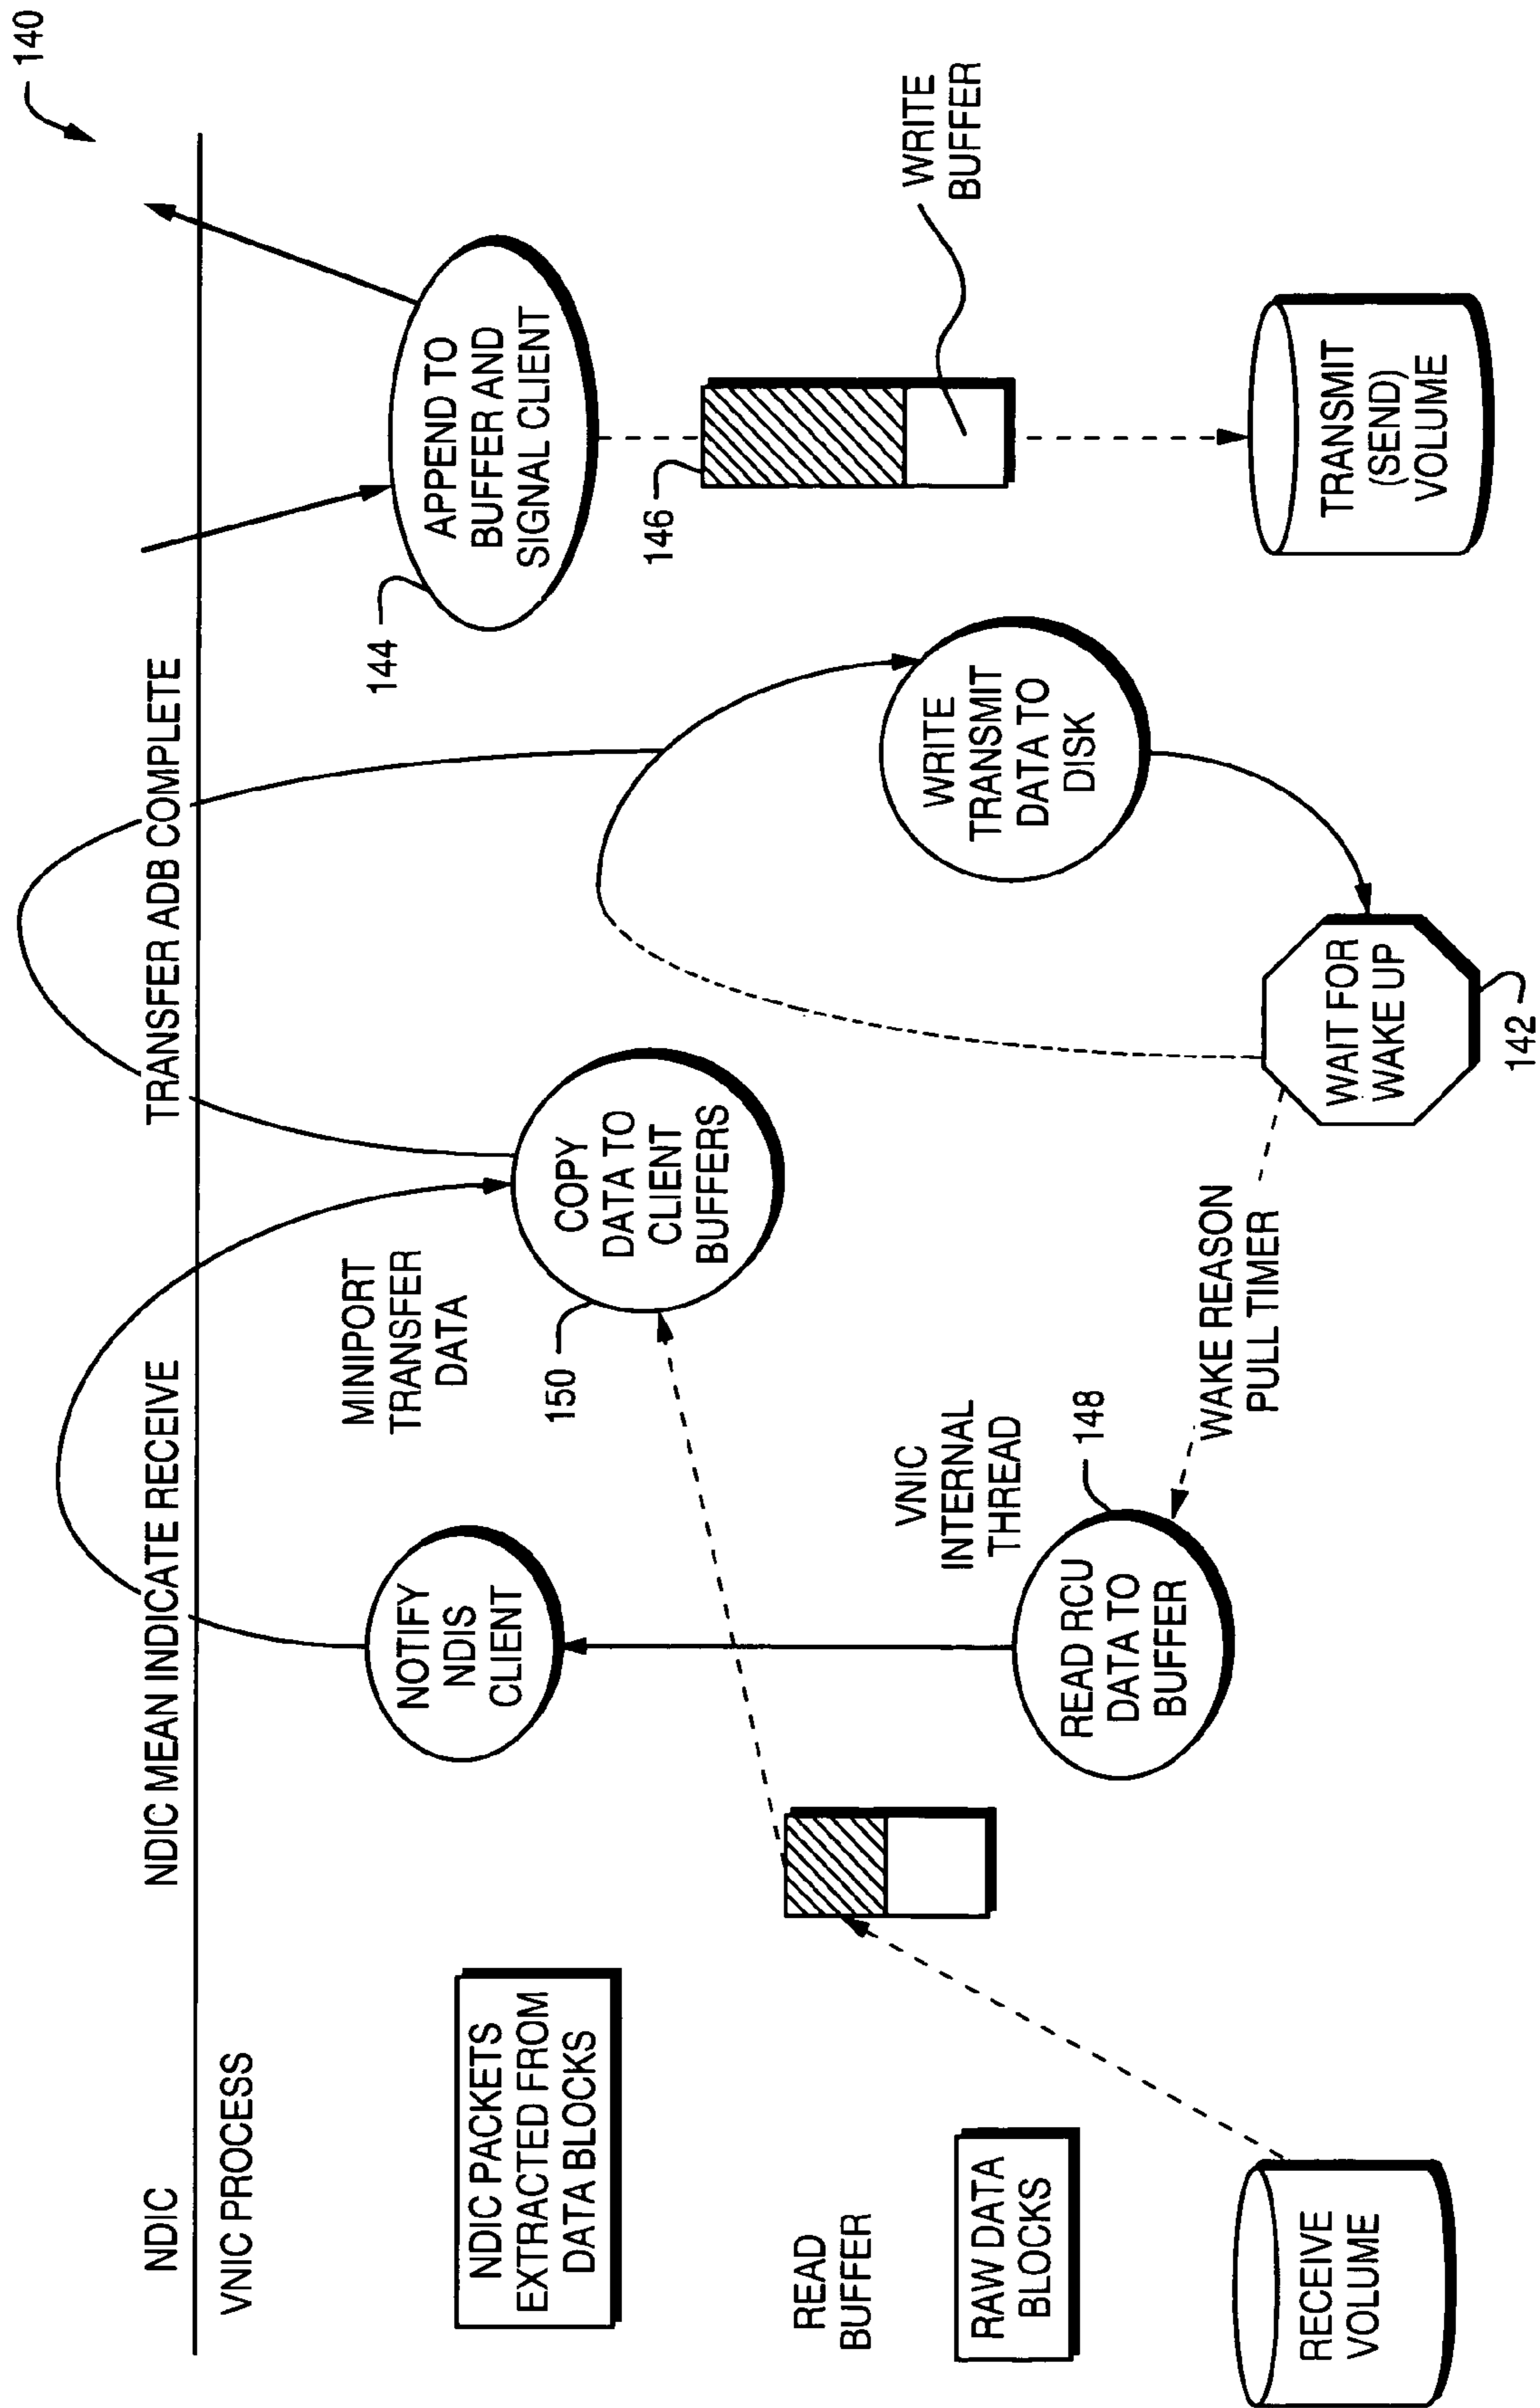 140
NDIC
NDIC MEAN INDICATE RECEIVE
TRANSFER ADB COMPLETE
VNIC PROCESS
NDIC PACKETS
EXTRACTED FROM
DATA BLOCKS
NOTIFY
NDIS
CLIENT
MINIPORT
TRANSFER
DATA
COPY
DATA TO
CLIENT
BUFFERS
150
144
APPEND TO
BUFFER AND
SIGNAL CLIENT
146
WRITE
BUFFER
READ
BUFFER
RAW DATA
BLOCKS
VNIC
INTERNAL
THREAD
148
READ RCU
DATA TO
BUFFER
WRITE
TRANSMIT
DATA TO
DISK
WAKE REASON
PULL TIMER
WAIT FOR
WAKE UP
142
RECEIVE
VOLUME
TRANSMIT
(SEND)
VOLUME